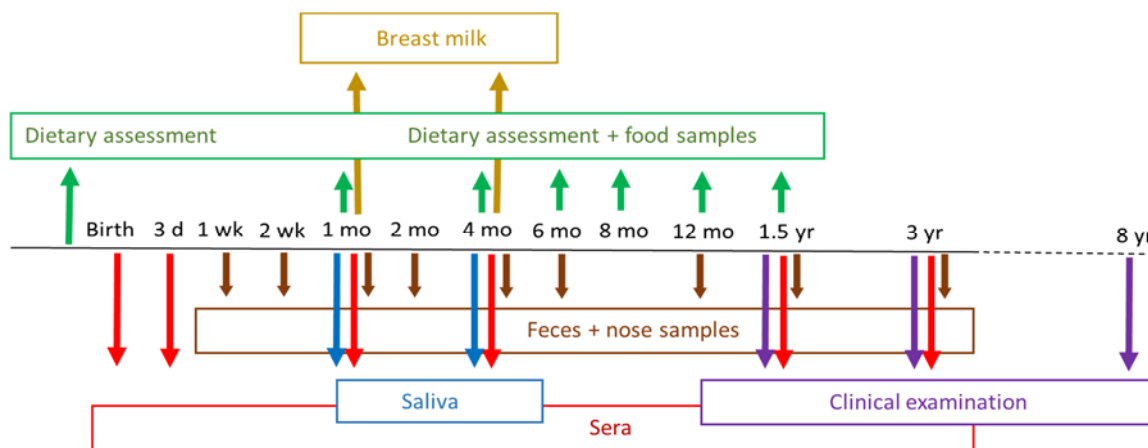 Breast milk
Dietary assessment
Dietary assessment + food samples
Birth 3 d 1 wk 2 wk 1 mo 2 mo 4 mo 6 mo 8 mo 12 mo 1.5 yr 3 yr 8 yr
Feces + nose samples
Saliva
Clinical examination
Sera